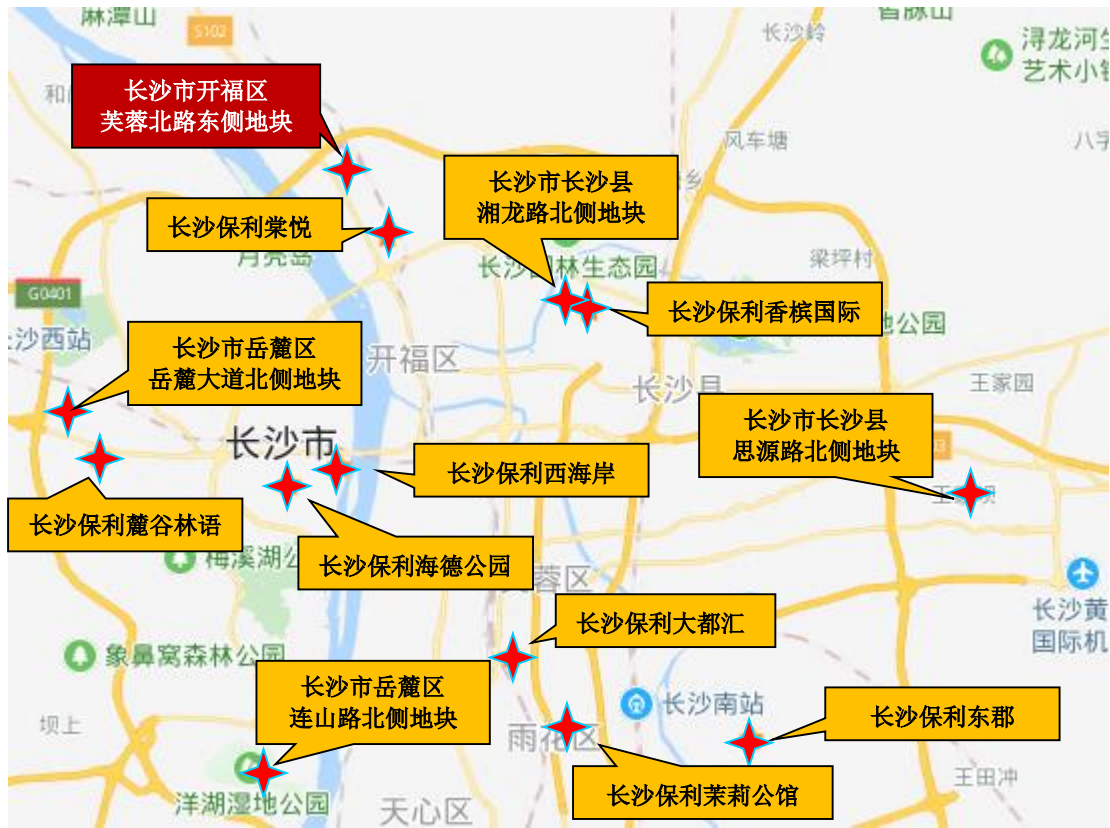 麻潭山
S102
长沙岭
浔龙河生
艺术小镇
长沙市开福区
芙蓉北路东侧地块
风车塘
八字
长沙市长沙县
湘龙路北侧地块
长沙保利棠悦
月亮岛
长沙园林生态园
梁坪村
G0401
长沙保利香槟国际
地公园
长沙西站
长沙市岳麓区
岳麓大道北侧地块
开福区
长沙县
王家园
长沙市长沙县
思源路北侧地块
长沙市
长沙保利西海岸
长沙保利麓谷林语
梅溪湖公
长沙保利海德公园
蓉区
长沙黄
国际机
长沙保利大都汇
象鼻窝森林公园
长沙市岳麓区
连山路北侧地块
坝上
长沙南站
长沙保利东郡
雨花区
王田冲
洋湖湿地公园
天心区
长沙保利茉莉公馆